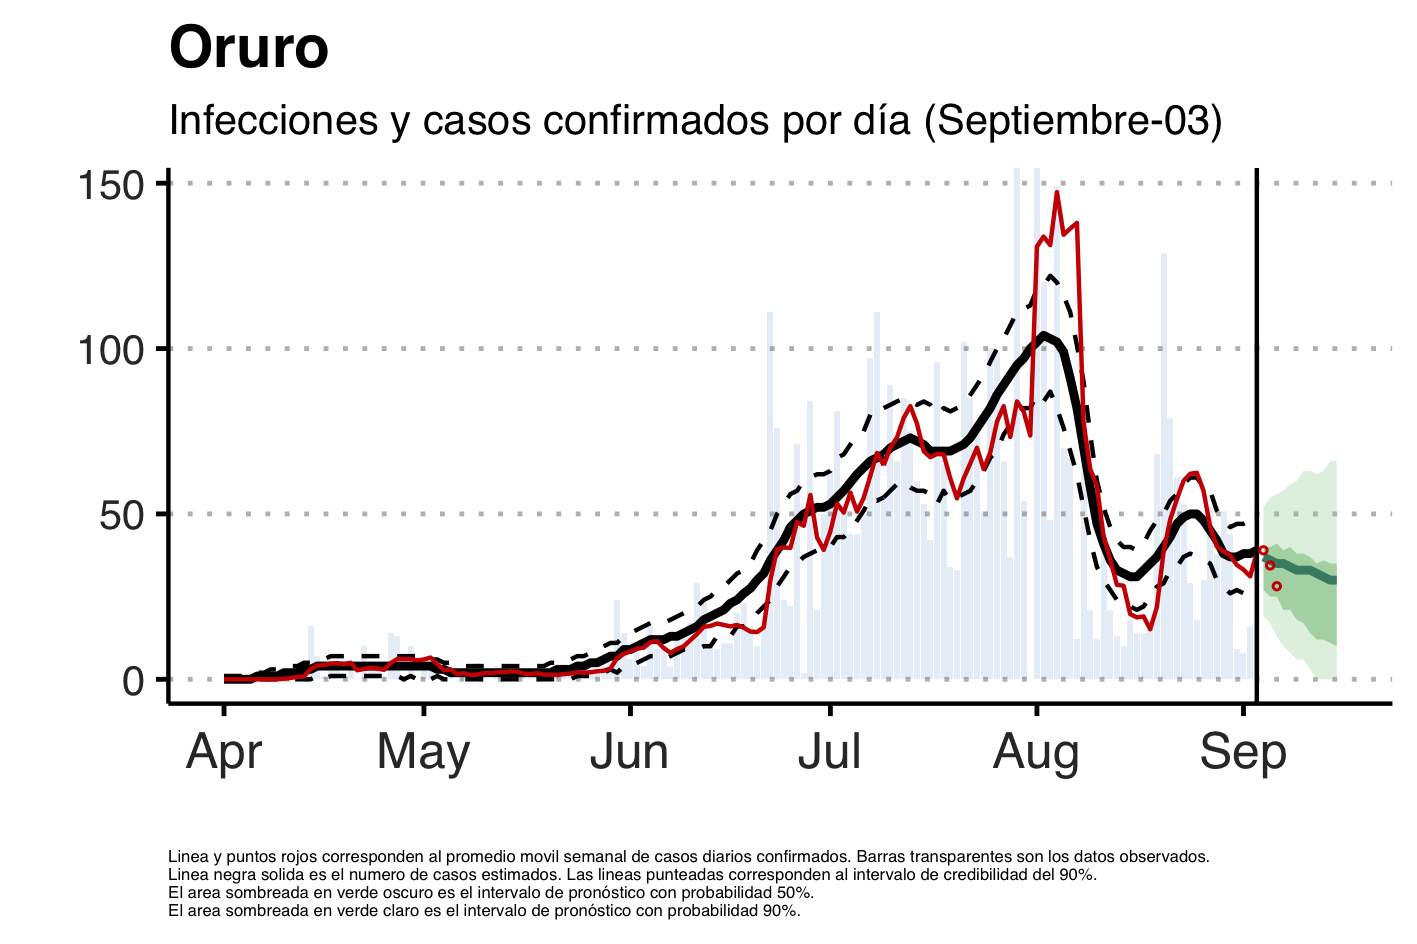 Oruro
Infecciones y casos confirmados por día (Septiembre-03)
150
100
50
0
Apr May Jun Jul Aug Sep
Linea y puntos rojos corresponden al promedio movil semanal de casos diarios confirmados. Barras transparentes son los datos observados.
Linea negra solida es el numero de casos estimados. Las lineas punteadas corresponden al intervalo de credibilidad del 90%.
El area sombreada en verde oscuro es el intervalo de pronóstico con probabilidad 50%.
El area sombreada en verde claro es el intervalo de pronóstico con probabilidad 90%.